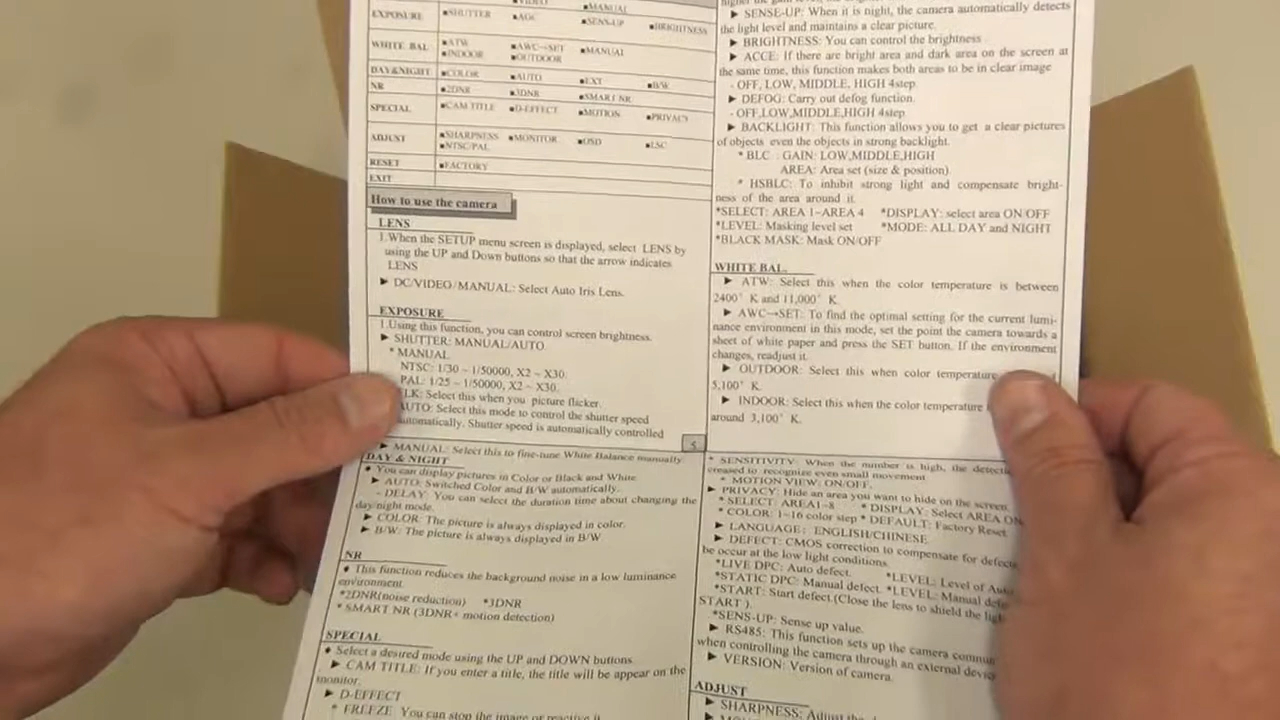 ■VIDEO ■MANUAL
EXPOSURE ■SHUTTER ■AGC ■SENS-UP ■BRIGHTNESS
WHITE BAL ■ATW ■AWC→SET ■MANUAL
■INDOOR ■OUTDOOR
DAY&NIGHT ■COLOR ■AUTO ■EXT ■B/W
NR ■2DNR ■3DNR ■SMART NR
SPECIAL ■CAM TITLE ■D-EFFECT ■MOTION ■PRIVACY
ADJUST ■SHARPNESS ■MONITOR ■OSD ■LSC
■NTSC/PAL
RESET ■FACTORY
EXIT
How to use the camera
LENS
1.When the SETUP menu screen is displayed, select LENS by
using the UP and Down buttons so that the arrow indicates
LENS
► DC/VIDEO/MANUAL: Select Auto Iris Lens.
EXPOSURE
1.Using this function, you can control screen brightness.
► SHUTTER: MANUAL/AUTO.
* MANUAL
NTSC: 1/30 ~ 1/50000, X2 ~ X30.
PAL: 1/25 ~ 1/50000, X2 ~ X30.
LK: Select this when you picture flicker.
AUTO: Select this mode to control the shutter speed
automatically. Shutter speed is automatically controlled
► SENSE-UP: When it is night, the camera automatically detects
the light level and maintains a clear picture.
► BRIGHTNESS: You can control the brightness
► ACCE: If there are bright area and dark area on the screen at
the same time, this function makes both areas to be in clear image
- OFF, LOW, MIDDLE, HIGH 4step.
► DEFOG: Carry out defog function.
- OFF,LOW,MIDDLE,HIGH 4step
► BACKLIGHT: This function allows you to get a clear pictures
of objects even the objects in strong backlight.
* BLC : GAIN: LOW,MIDDLE,HIGH
AREA: Area set (size & position).
* HSBLC: To inhibit strong light and compensate bright-
ness of the area around it.
*SELECT: AREA 1~AREA 4 *DISPLAY: select area ON/OFF
*LEVEL: Masking level set *MODE: ALL DAY and NIGHT
*BLACK MASK: Mask ON/OFF
WHITE BAL.
► ATW: Select this when the color temperature is between
2400° K and 11,000° K.
► AWC→SET: To find the optimal setting for the current lumi-
nance environment in this mode, set the point the camera towards a
sheet of white paper and press the SET button. If the environment
changes, readjust it.
► OUTDOOR: Select this when color temperature
5,100° K.
► INDOOR: Select this when the color temperature
around 3,100° K.
5
► MANUAL: Select this to fine-tune White Balance manually
DAY & NIGHT
● You can display pictures in Color or Black and White.
► AUTO: Switched Color and B/W automatically.
- DELAY: You can select the duration time about changing the
day/night mode.
► COLOR: The picture is always displayed in color.
► B/W: The picture is always displayed in B/W
NR
● This function reduces the background noise in a low luminance
environment.
*2DNR(noise reduction) *3DNR
* SMART NR (3DNR+ motion detection)
SPECIAL
● Select a desired mode using the UP and DOWN buttons.
► CAM TITLE: If you enter a title, the title will be appear on the
monitor.
► D-EFFECT
* FREEZE: You can stop the image or reactive it.
* SENSITIVITY: When the number is high, the
creased to recognize even small movement
* MOTION VIEW: ON/OFF.
► PRIVACY: Hide an area you want to hide on the screen.
* SELECT: AREA1~8 * DISPLAY: Select AREA ON
* COLOR: 1~16 color step * DEFAULT: Factory Reset.
► LANGUAGE: ENGLISH/CHINESE
► DEFECT: CMOS correction to compensate for defects
be occur at the low light conditions.
*LIVE DPC: Auto defect. *LEVEL: Level of Auto
*STATIC DPC: Manual defect. *LEVEL: Manual
*START: Start defect.(Close the lens to shield the
START ).
*SENS-UP: Sense up value.
► RS485: This function sets up the camera
when controlling the camera through an external
► VERSION: Version of camera.
ADJUST
► SHARPNESS: Adjust the